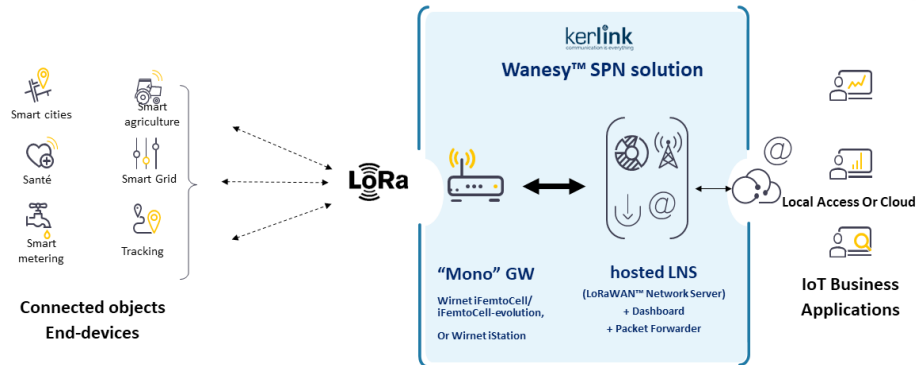 kerlink
communication is everything
Wanesy™ SPN solution
Smart cities
Smart
agriculture
Santé
Smart Grid
Smart
metering
Tracking
Connected objects
End-devices
LoRa
“Mono” GW
Wirnet iFemtoCell/
iFemtoCell-evolution,
Or Wirnet iStation
hosted LNS
(LoRaWAN™ Network Server)
+ Dashboard
+ Packet Forwarder
@
@
Local Access Or Cloud
IoT Business
Applications